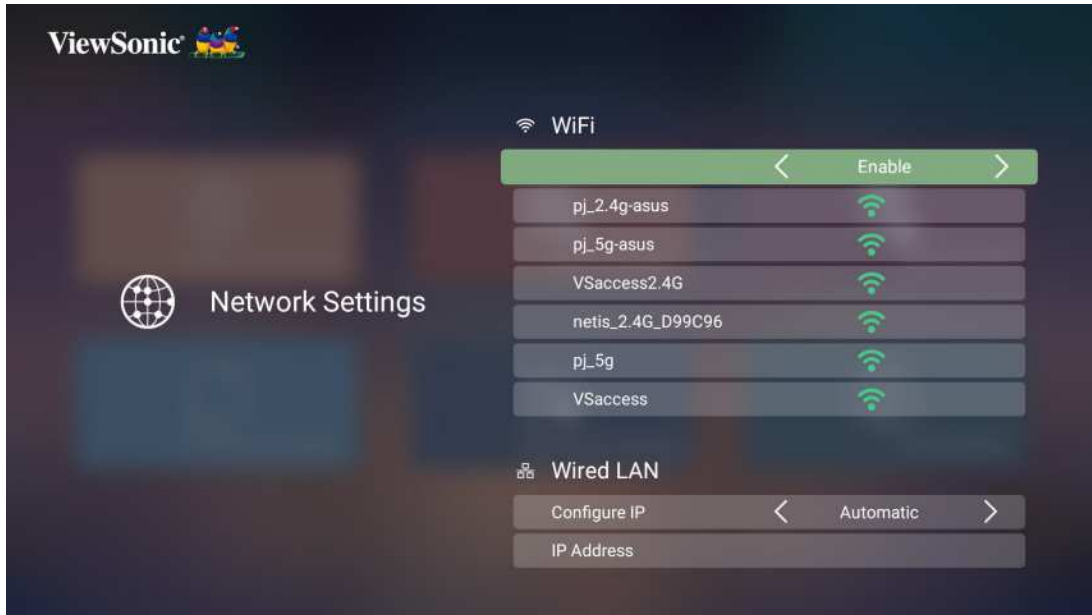 ViewSonic®
WiFi
Enable
pj_2.4g-asus
pj_5g-asus
VSaccess2.4G
netis_2.4G_D99C96
Network Settings
pj_5g
VSaccess
Wired LAN
Configure IP Automatic
IP Address